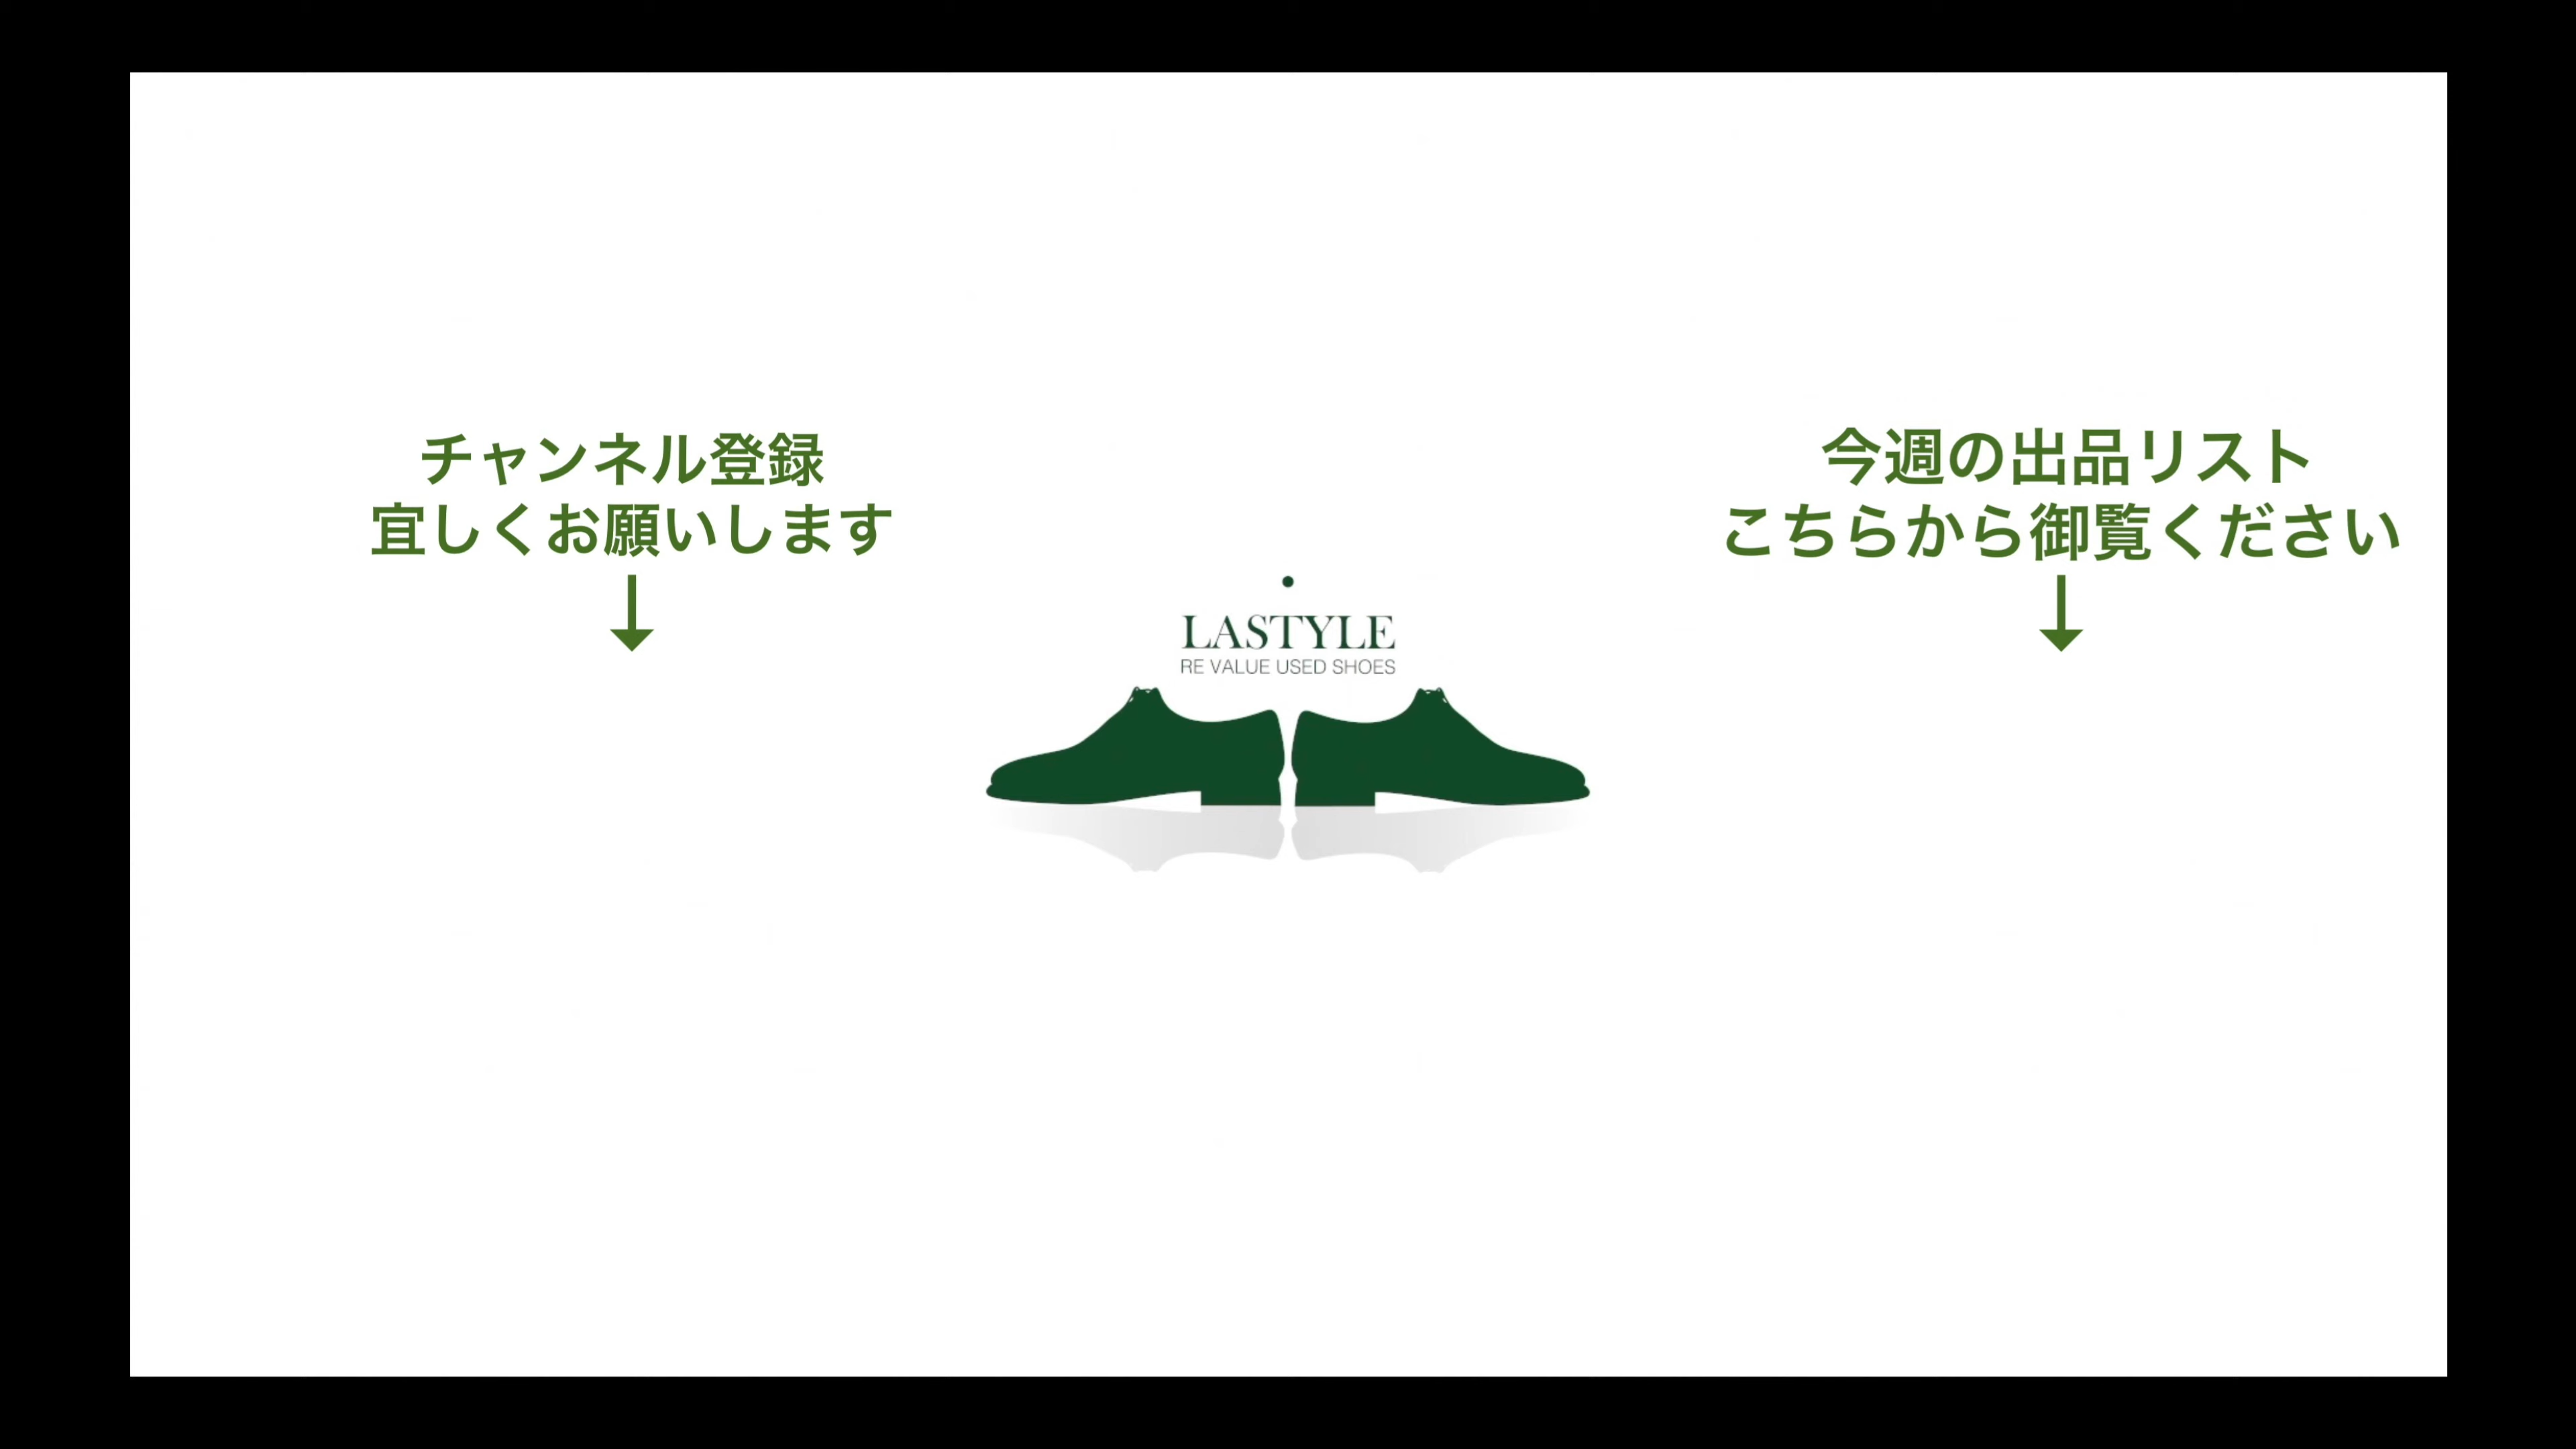 チャンネル登録
宜しくお願いします
↓
今週の出品リスト
こちらから御覧ください
↓
LASTYLE
RE VALUE USED SHOES